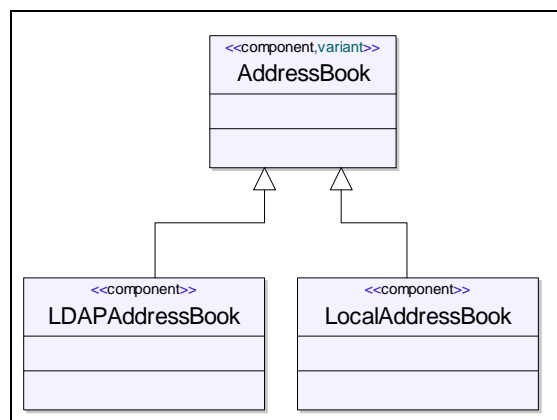 <<component,variant>>
AddressBook
<<component>>
LDAPAddressBook
<<component>>
LocalAddressBook